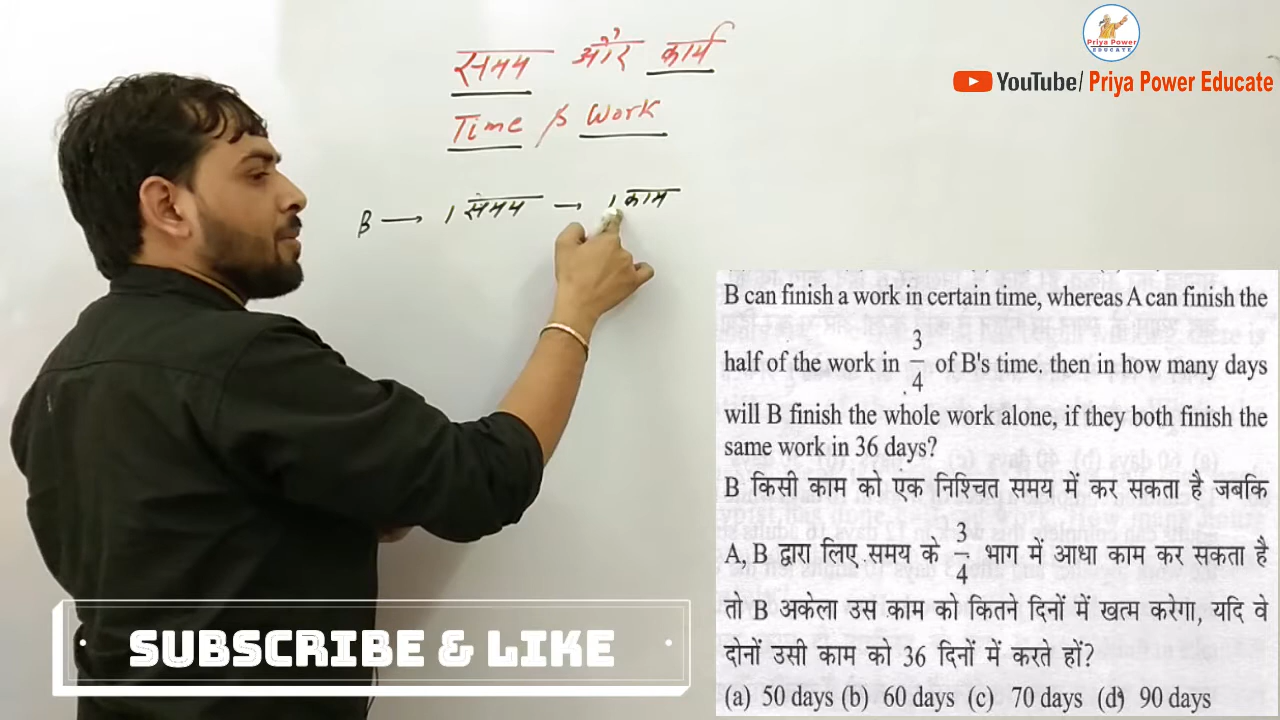 समय और कार्य
Time & Work
B → 1 समय → 1 काम
Priya Power
EDUCATE
YouTube/ Priya Power Educate
B can finish a work in certain time, whereas A can finish the
half of the work in 3/4 of B's time. then in how many days
will B finish the whole work alone, if they both finish the
same work in 36 days?
B किसी काम को एक निश्चित समय में कर सकता है जबकि
A, B द्वारा लिए समय के 3/4 भाग में आधा काम कर सकता है
तो B अकेला उस काम को कितने दिनों में खत्म करेगा, यदि वे
दोनों उसी काम को 36 दिनों में करते हों?
(a) 50 days (b) 60 days (c) 70 days (d) 90 days
SUBSCRIBE & LIKE